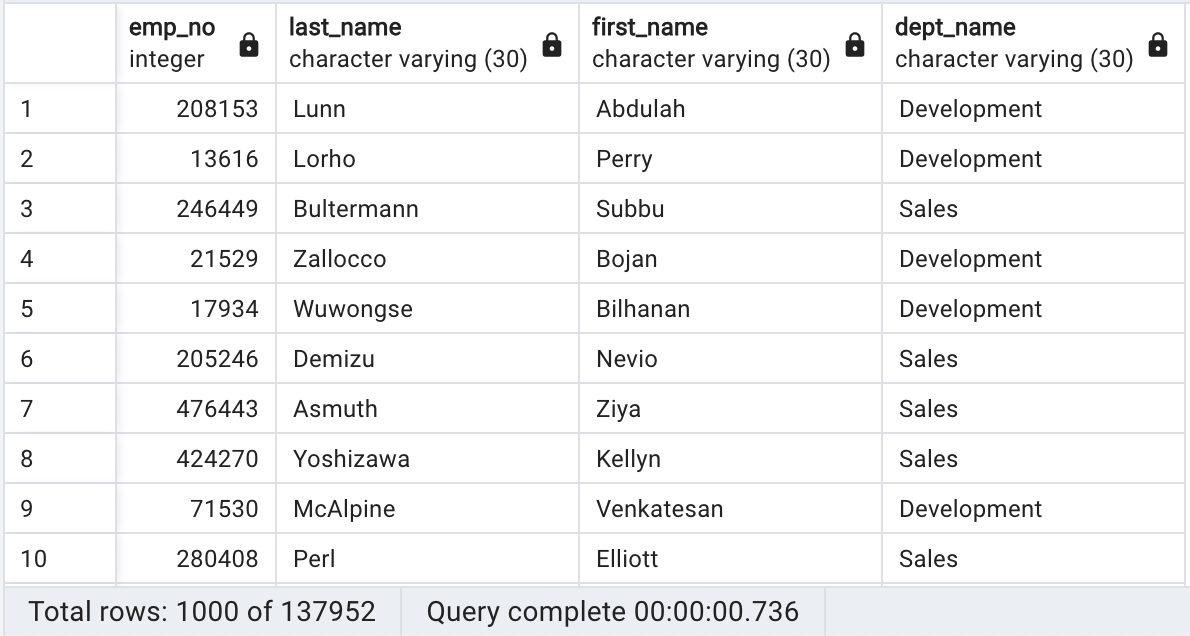 emp_no last_name first_name dept_name
integer character varying (30) character varying (30) character varying (30)
1 208153 Lunn Abdulah Development
2 13616 Lorho Perry Development
3 246449 Bultermann Subbu Sales
4 21529 Zallocco Bojan Development
5 17934 Wuwongse Bilhanan Development
6 205246 Demizu Nevio Sales
7 476443 Asmuth Ziya Sales
8 424270 Yoshizawa Kellyn Sales
9 71530 McAlpine Venkatesan Development
10 280408 Perl Elliott Sales
Total rows: 1000 of 137952 Query complete 00:00:00.736